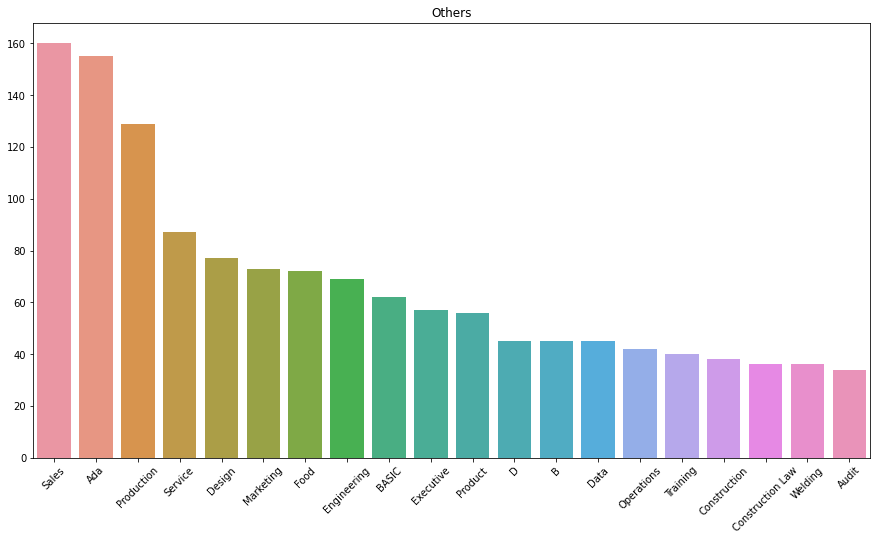 Others
160
140
120
100
80
60
40
20
0
Sales
Ada
Production
Service
Design
Marketing
Food
Engineering
BASIC
Executive
Product
D
B
Data
Operations
Training
Construction
Construction Law
Welding
Audit